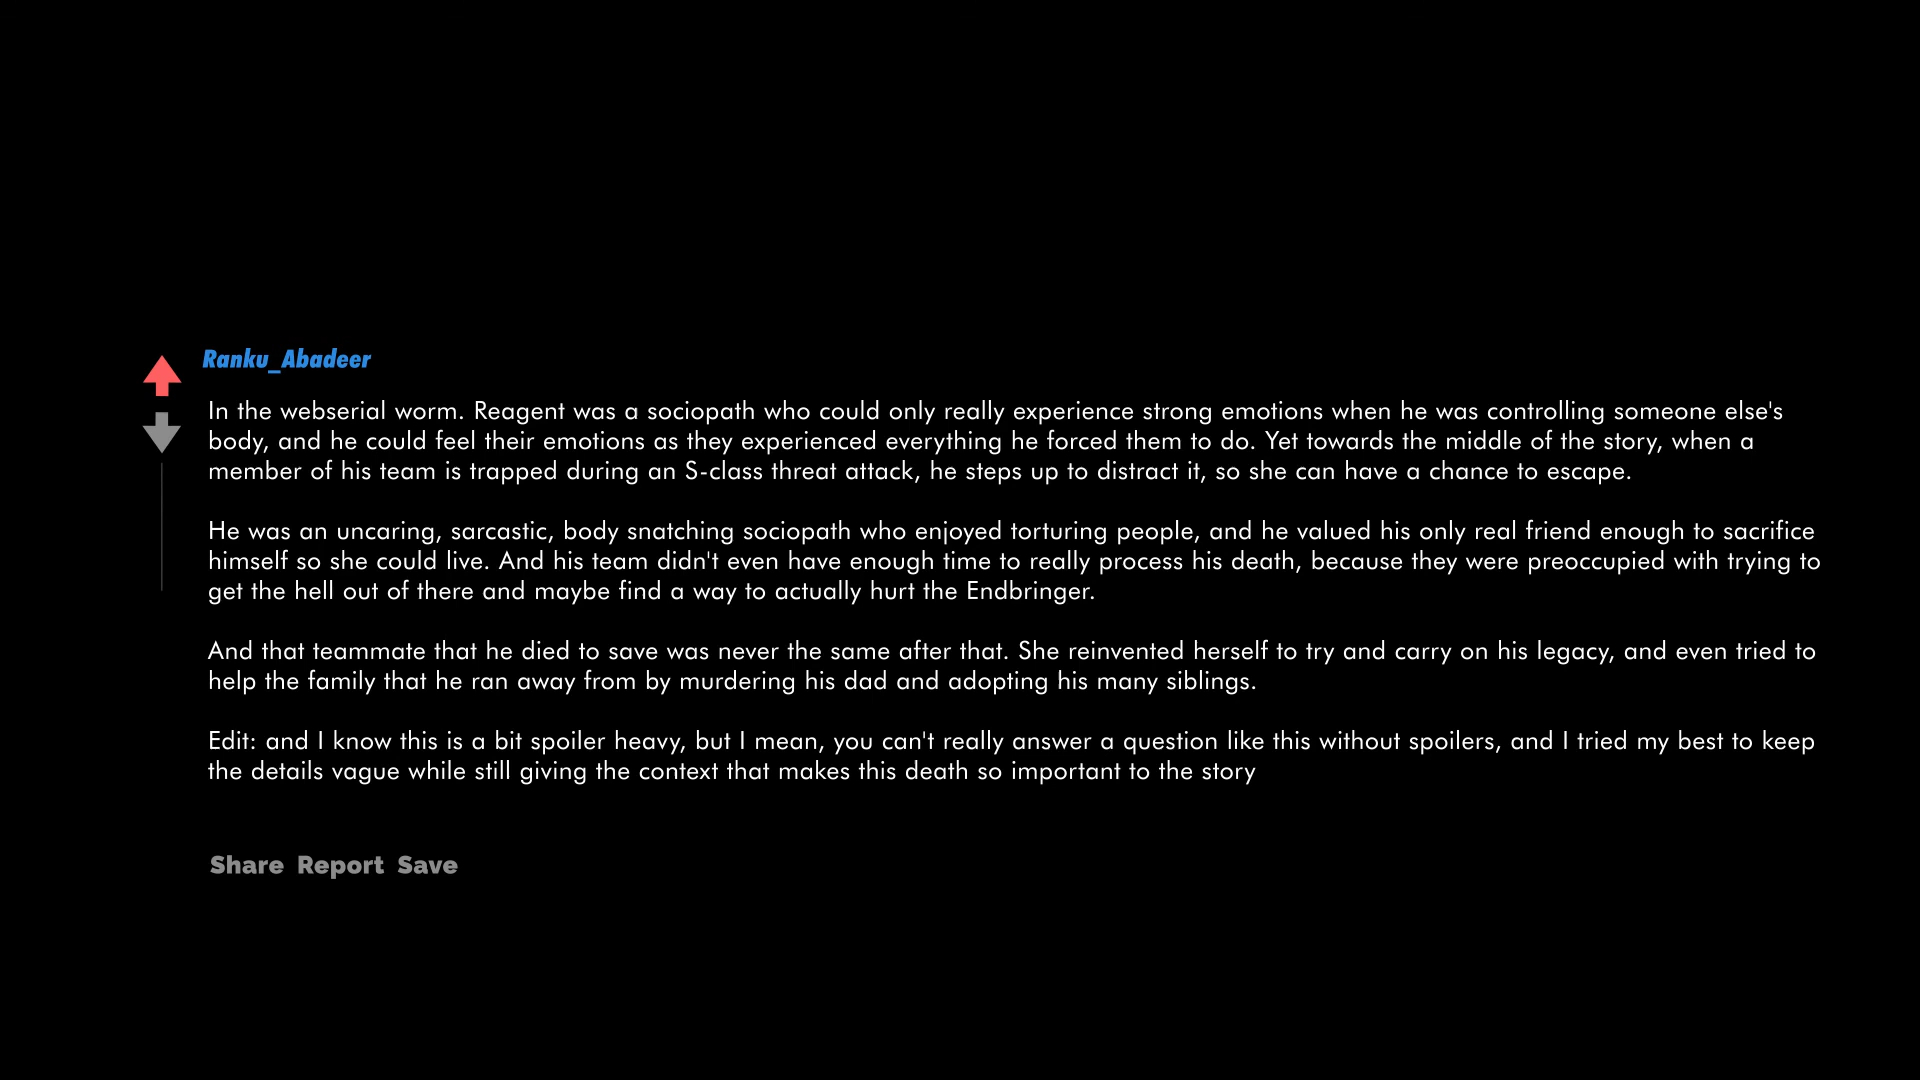 Ranku_Abadeer
In the webserial worm. Reagent was a sociopath who could only really experience strong emotions when he was controlling someone else's
body, and he could feel their emotions as they experienced everything he forced them to do. Yet towards the middle of the story, when a
member of his team is trapped during an S-class threat attack, he steps up to distract it, so she can have a chance to escape.
He was an uncaring, sarcastic, body snatching sociopath who enjoyed torturing people, and he valued his only real friend enough to sacrifice
himself so she could live. And his team didn't even have enough time to really process his death, because they were preoccupied with trying to
get the hell out of there and maybe find a way to actually hurt the Endbringer.
And that teammate that he died to save was never the same after that. She reinvented herself to try and carry on his legacy, and even tried to
help the family that he ran away from by murdering his dad and adopting his many siblings.
Edit: and I know this is a bit spoiler heavy, but I mean, you can't really answer a question like this without spoilers, and I tried my best to keep
the details vague while still giving the context that makes this death so important to the story
Share Report Save